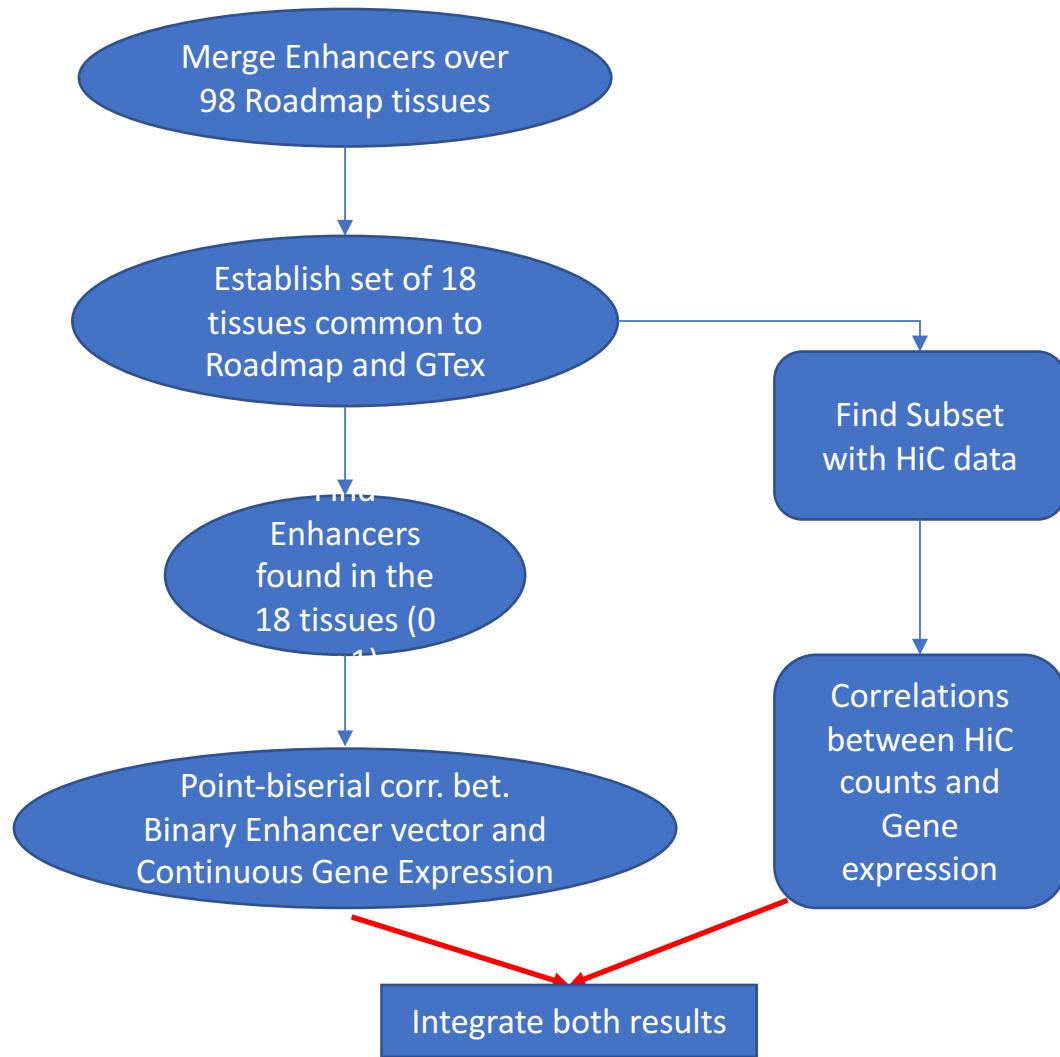 Merge Enhancers over
98 Roadmap tissues
Establish set of 18
tissues common to
Roadmap and GTex
Find Subset
with HiC data
Find
Enhancers
found in the
18 tissues (0
1)
Correlations
between HiC
counts and
Gene
expression
Point-biserial corr. bet.
Binary Enhancer vector and
Continuous Gene Expression
Integrate both results